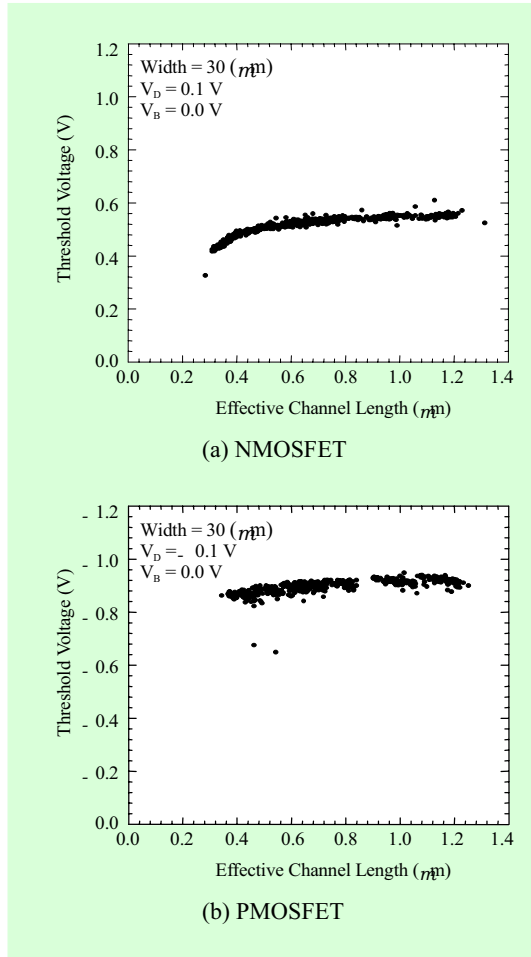 1.2
1.0
0.8
0.6
0.4
0.2
0.0
Threshold Voltage (V)
Width = 30 (mm)
V_D = 0.1 V
V_B = 0.0 V
0.0 0.2 0.4 0.6 0.8 1.0 1.2 1.4
Effective Channel Length (mm)
(a) NMOSFET
- 1.2
- 1.0
- 0.8
- 0.6
- 0.4
- 0.2
0.0
Threshold Voltage (V)
Width = 30 (mm)
V_D =- 0.1 V
V_B = 0.0 V
0.0 0.2 0.4 0.6 0.8 1.0 1.2 1.4
Effective Channel Length (mm)
(b) PMOSFET